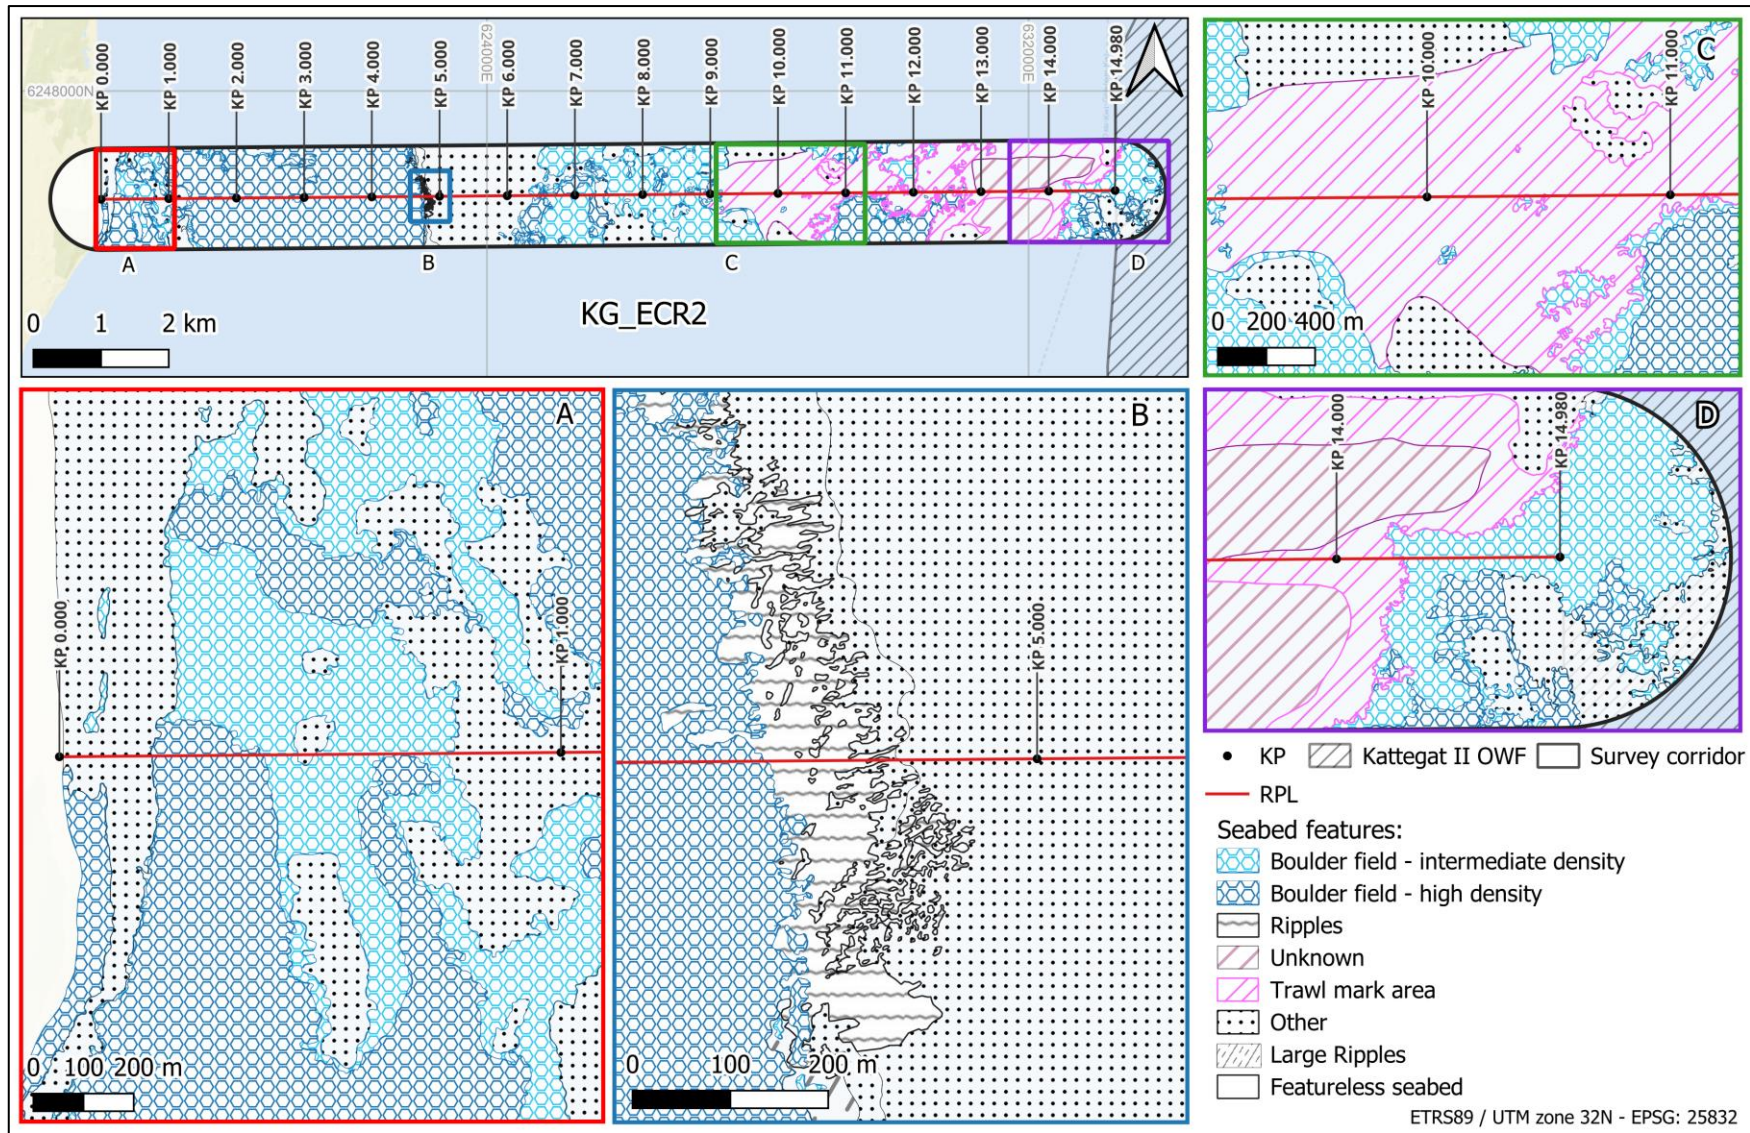 KP 0.000
KP 1.000
KP 2.000
KP 3.000
KP 4.000
KP 5.000
624000E
KP 6.000
KP 7.000
KP 8.000
KP 9.000
KP 10.000
KP 11.000
KP 12.000
KP 13.000
632000E
KP 14.000
KP 14.980
6248000N
A
B
C
D
KG_ECR2
0 1 2 km
C
KP 10.000
KP 11.000
0 200 400 m
A
KP 0.000
KP 1.000
0 100 200 m
B
KP 5.000
0 100 200 m
D
KP 14.000
KP 14.980
KP Kattegat II OWF Survey corridor
RPL
Seabed features:
Boulder field - intermediate density
Boulder field - high density
Ripples
Unknown
Trawl mark area
Other
Large Ripples
Featureless seabed
ETRS89 / UTM zone 32N - EPSG: 25832